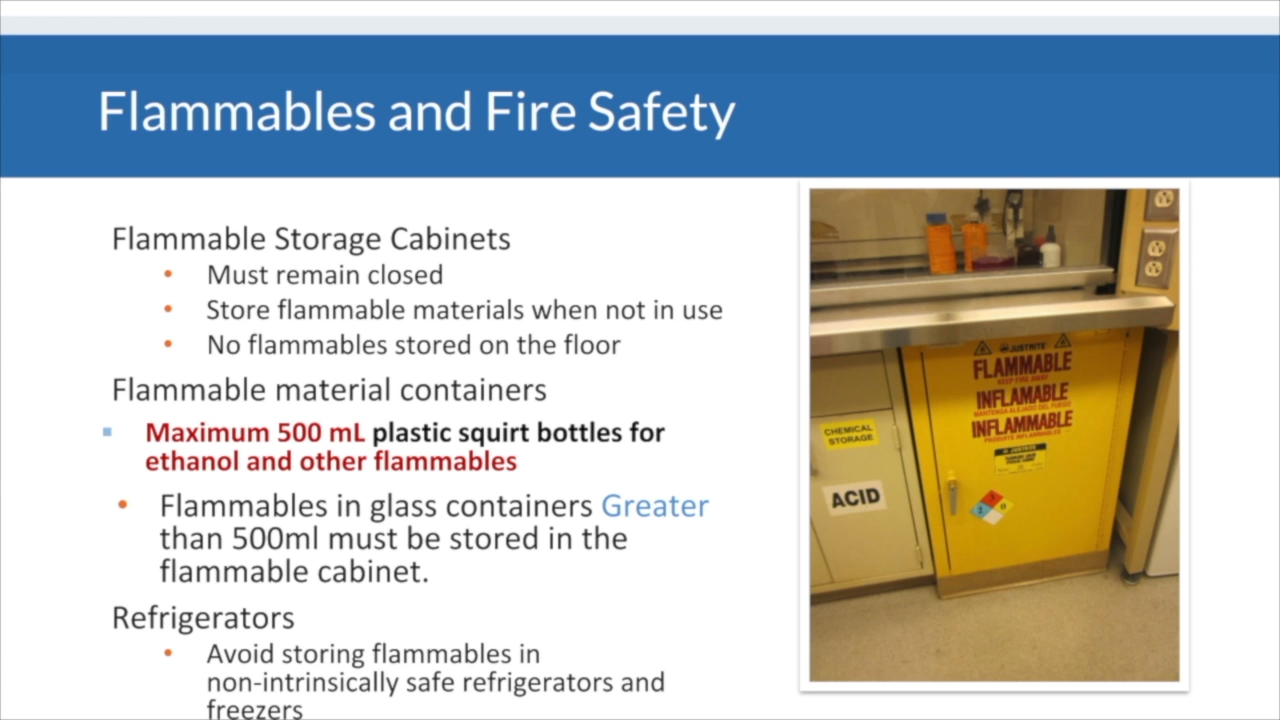 Flammables and Fire Safety
Flammable Storage Cabinets
• Must remain closed
• Store flammable materials when not in use
• No flammables stored on the floor
Flammable material containers
▪ Maximum 500 mL plastic squirt bottles for
ethanol and other flammables
• Flammables in glass containers Greater
than 500ml must be stored in the
flammable cabinet.
Refrigerators
• Avoid storing flammables in
non-intrinsically safe refrigerators and
freezers
JUSTRITE
FLAMMABLE
KEEP FIRE AWAY
INFLAMABLE
MANTENGA ALEJADO DEL FUEGO
INFLAMMABLE
PRODUITS INFLAMMABLES
CHEMICAL
STORAGE
ACID